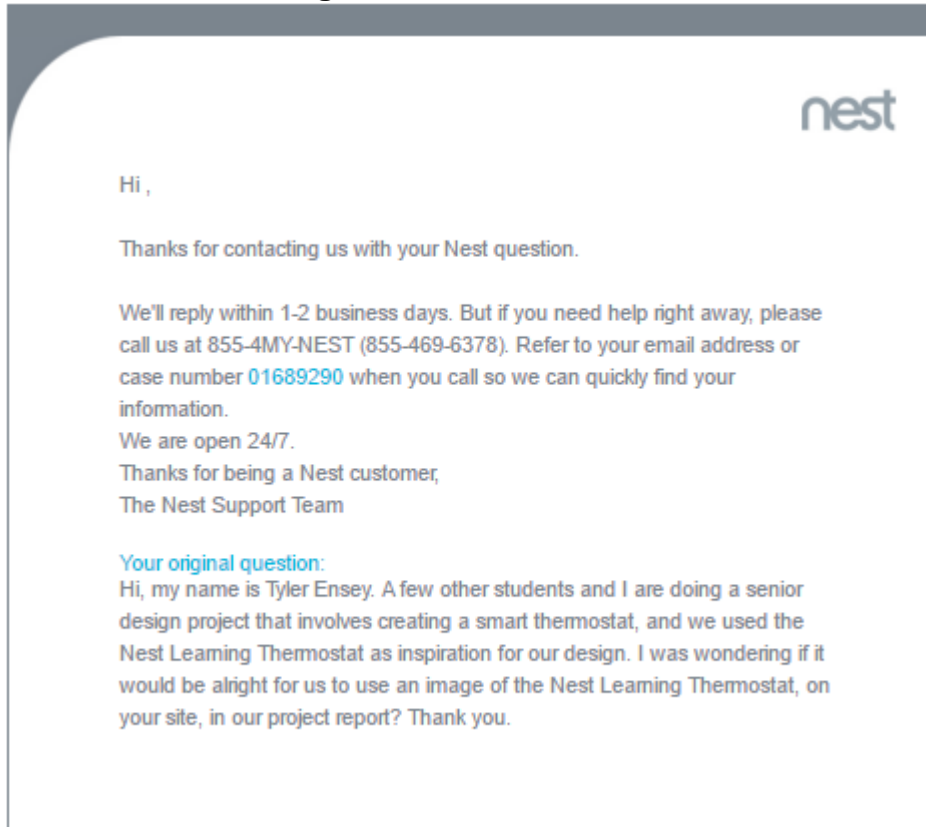 nest
Hi ,
Thanks for contacting us with your Nest question.
We'll reply within 1-2 business days. But if you need help right away, please
call us at 855-4MY-NEST (855-469-6378). Refer to your email address or
case number 01689290 when you call so we can quickly find your
information.
We are open 24/7.
Thanks for being a Nest customer,
The Nest Support Team
Your original question:
Hi, my name is Tyler Ensey. A few other students and I are doing a senior
design project that involves creating a smart thermostat, and we used the
Nest Learning Thermostat as inspiration for our design. I was wondering if it
would be alright for us to use an image of the Nest Learning Thermostat, on
your site, in our project report? Thank you.